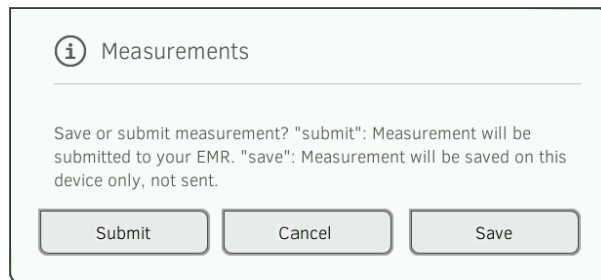 Measurements
Save or submit measurement? "submit": Measurement will be
submitted to your EMR. "save": Measurement will be saved on this
device only, not sent.
Submit Cancel Save